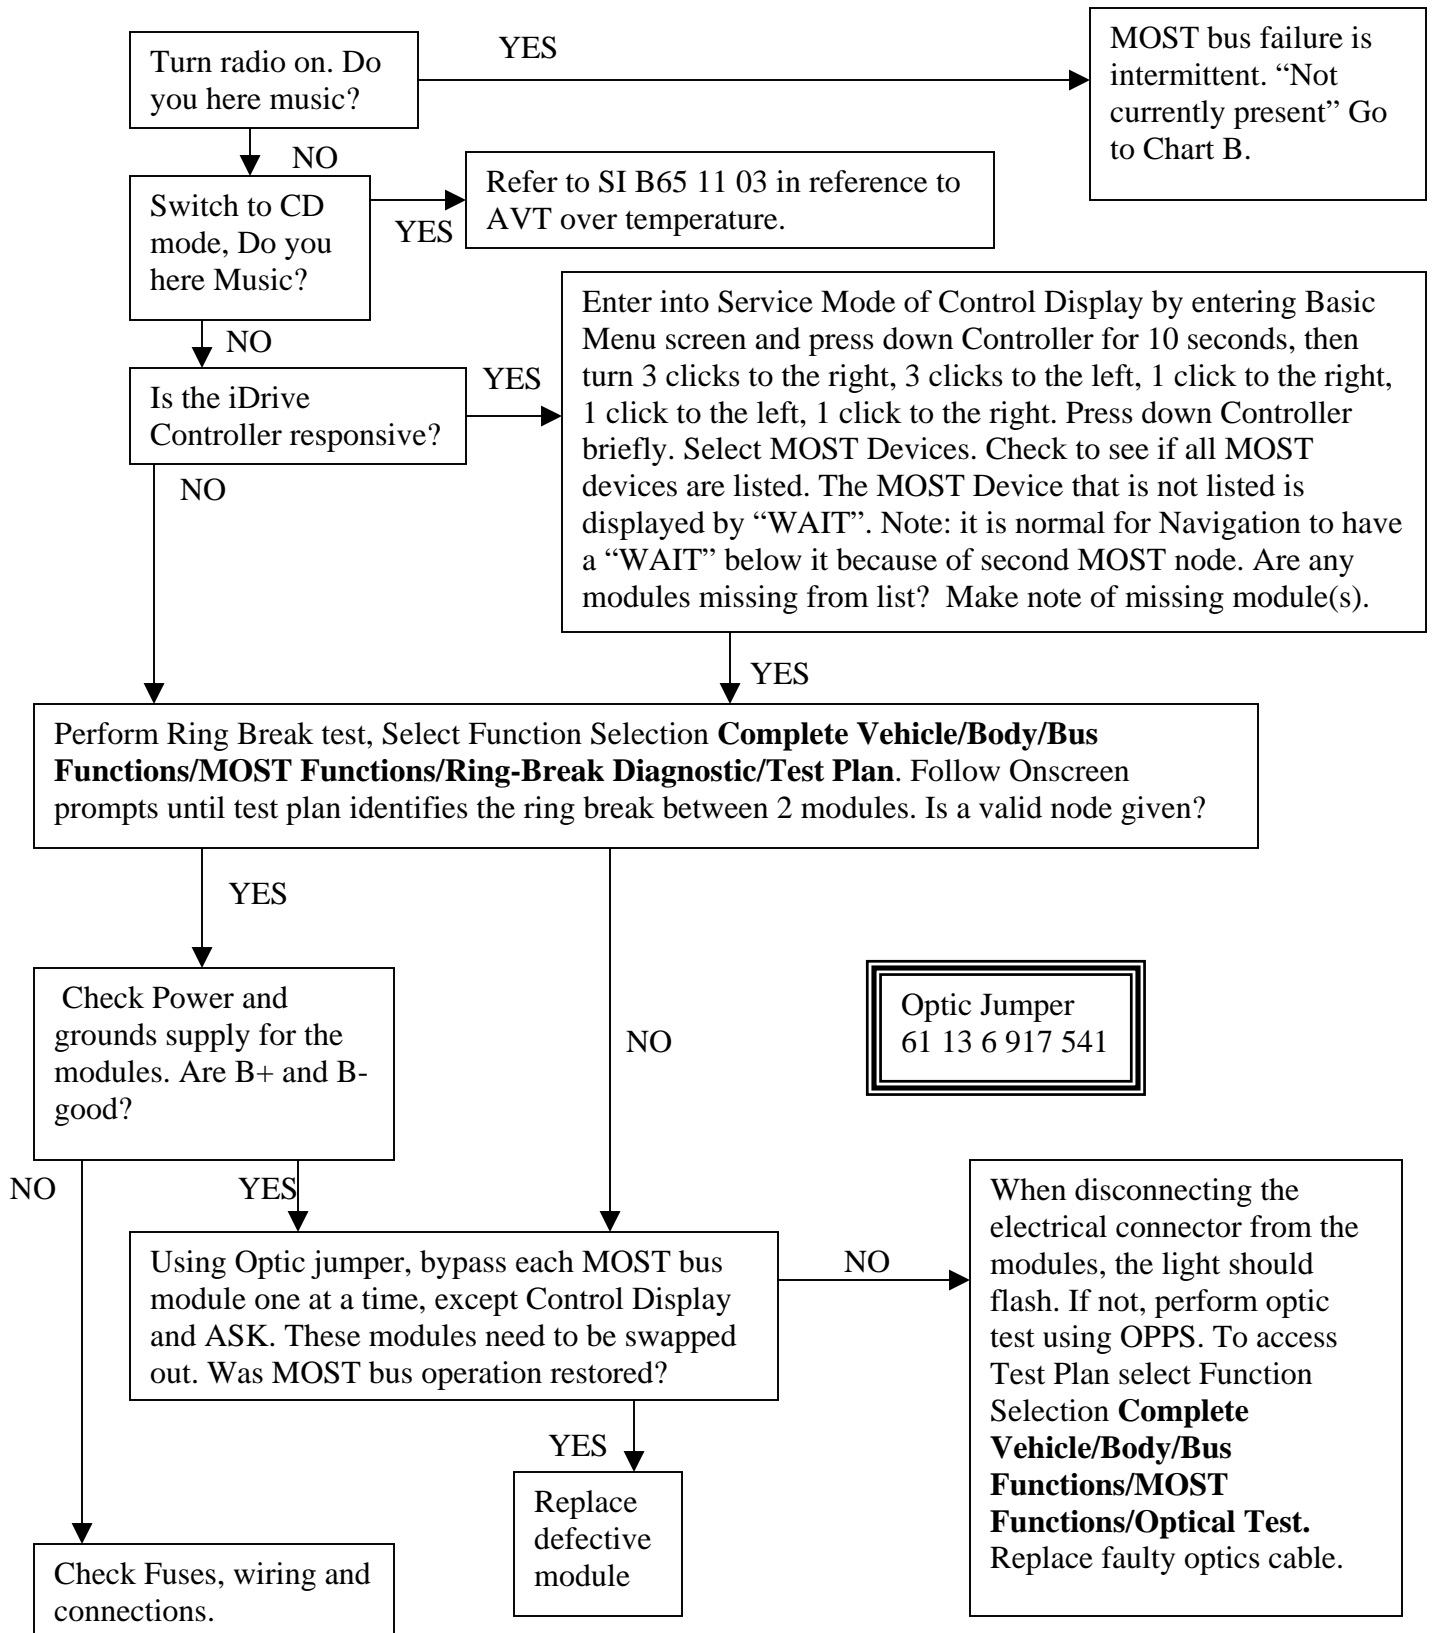 Turn radio on. Do
you here music?
YES
MOST bus failure is
intermittent. “Not
currently present” Go
to Chart B.
NO
Switch to CD
mode, Do you
here Music?
YES
Refer to SI B65 11 03 in reference to
AVT over temperature.
NO
Is the iDrive
Controller responsive?
YES
Enter into Service Mode of Control Display by entering Basic
Menu screen and press down Controller for 10 seconds, then
turn 3 clicks to the right, 3 clicks to the left, 1 click to the right,
1 click to the left, 1 click to the right. Press down Controller
briefly. Select MOST Devices. Check to see if all MOST
devices are listed. The MOST Device that is not listed is
displayed by “WAIT”. Note: it is normal for Navigation to have
a “WAIT” below it because of second MOST node. Are any
modules missing from list?  Make note of missing module(s).
NO
YES
Perform Ring Break test, Select Function Selection Complete Vehicle/Body/Bus
Functions/MOST Functions/Ring-Break Diagnostic/Test Plan. Follow Onscreen
prompts until test plan identifies the ring break between 2 modules. Is a valid node given?
YES
NO
Check Power and
grounds supply for the
modules. Are B+ and B-
good?
Optic Jumper
61 13 6 917 541
NO
YES
Using Optic jumper, bypass each MOST bus
module one at a time, except Control Display
and ASK. These modules need to be swapped
out. Was MOST bus operation restored?
NO
When disconnecting the
electrical connector from the
modules, the light should
flash. If not, perform optic
test using OPPS. To access
Test Plan select Function
Selection Complete
Vehicle/Body/Bus
Functions/MOST
Functions/Optical Test.
Replace faulty optics cable.
YES
Replace
defective
module
Check Fuses, wiring and
connections.